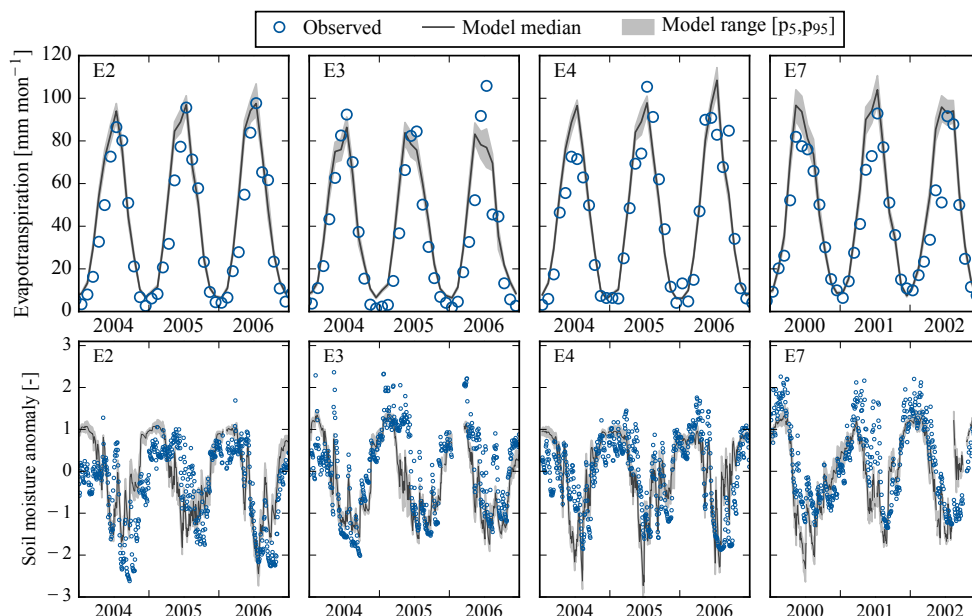 Observed Model median Model range [p5,p95]
Evapotranspiration [mm mon−1]
120
100
80
60
40
20
0
E2
E3
E4
E7
2004 2005 2006
2004 2005 2006
2004 2005 2006
2000 2001 2002
Soil moisture anomaly [-]
3
2
1
0
−1
−2
−3
E2
E3
E4
E7
2004 2005 2006
2004 2005 2006
2004 2005 2006
2000 2001 2002